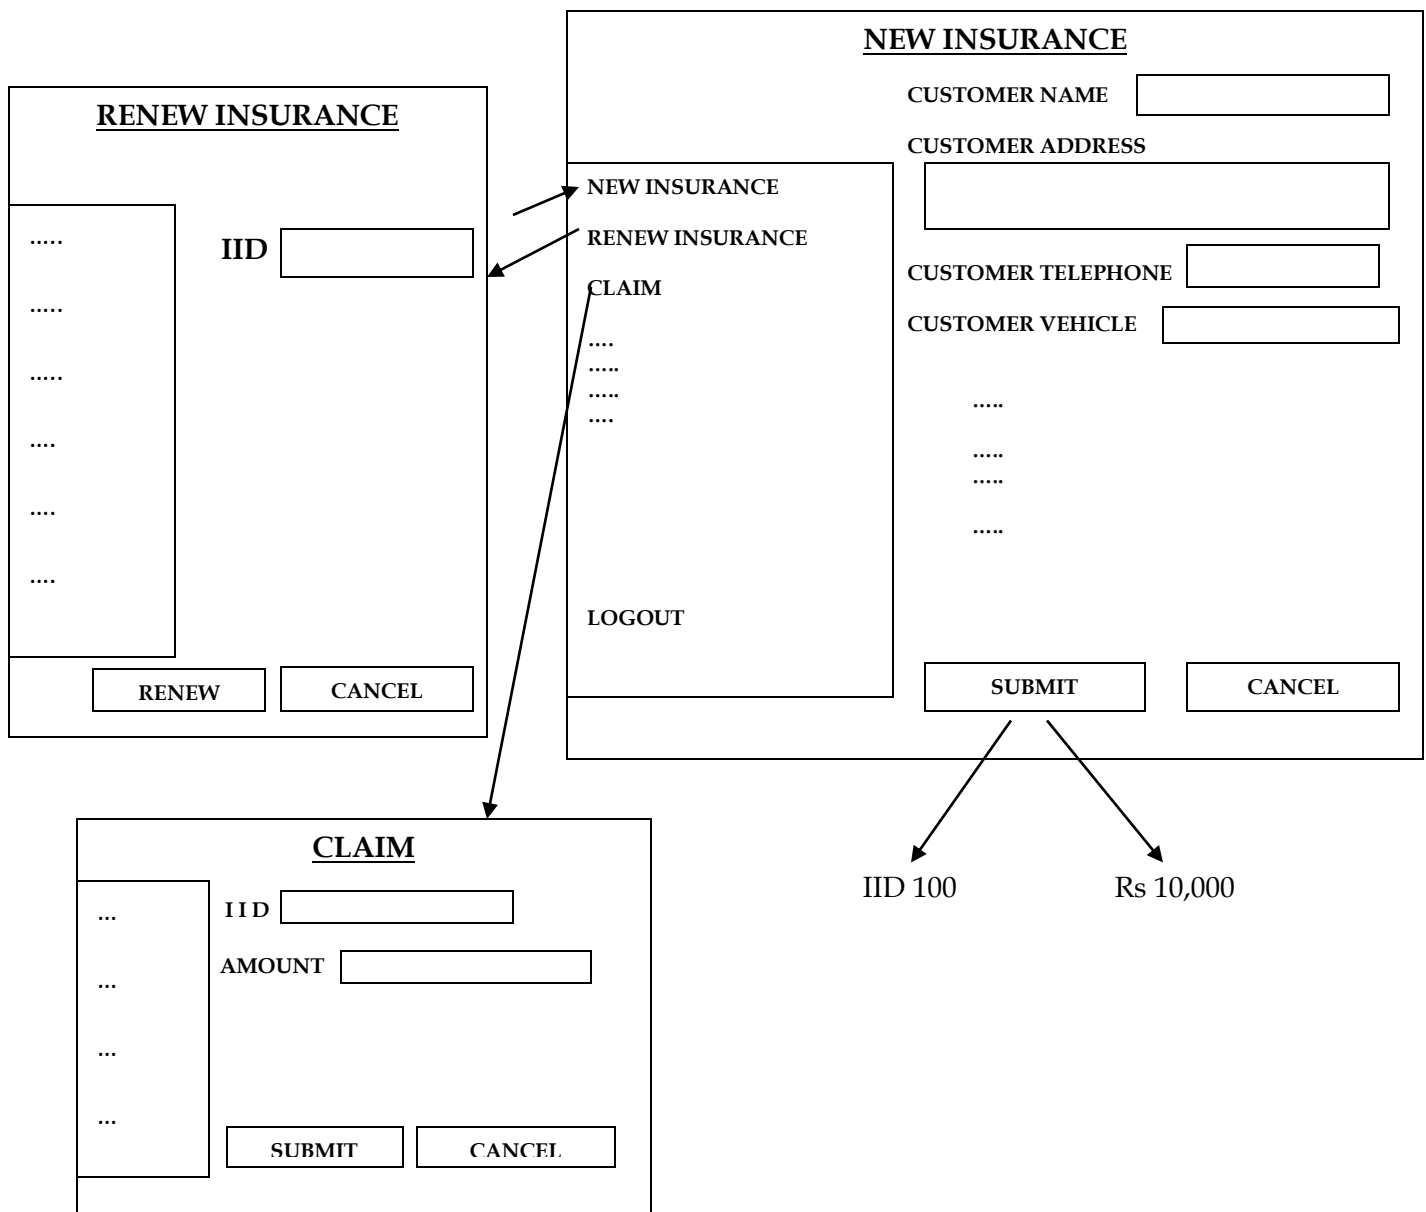 RENEW INSURANCE
.....
IID
.....
.....
....
....
....
RENEW
CANCEL
NEW INSURANCE
CUSTOMER NAME
CUSTOMER ADDRESS
NEW INSURANCE
RENEW INSURANCE
CLAIM
....
.....
.....
....
LOGOUT
CUSTOMER TELEPHONE
CUSTOMER VEHICLE
.....
.....
.....
.....
SUBMIT
CANCEL
IID 100
Rs 10,000
CLAIM
...
...
...
...
I I D
AMOUNT
SUBMIT
CANCEL